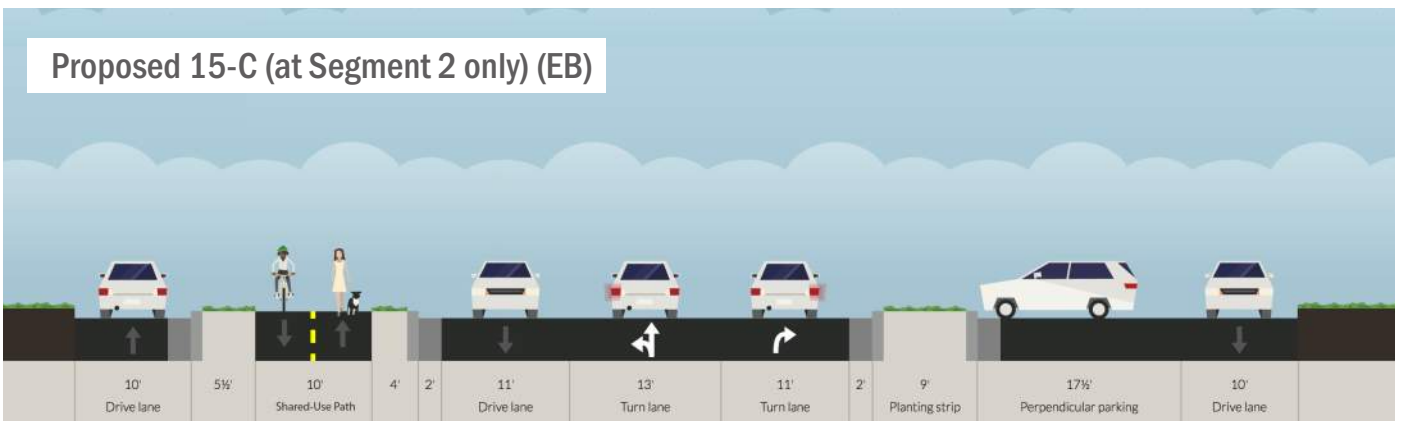 Proposed 15-C (at Segment 2 only) (EB)
10' 5½' 10' 4' 2' 11' 13' 11' 2' 9' 17½' 10'
Drive lane Shared-Use Path Drive lane Turn lane Turn lane Planting strip Perpendicular parking Drive lane